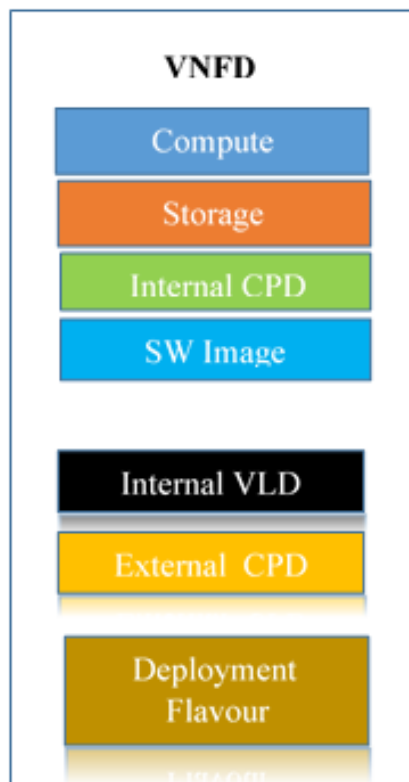 VNFD
Compute
Storage
Internal CPD
SW Image
Internal VLD
External CPD
Deployment
Flavour